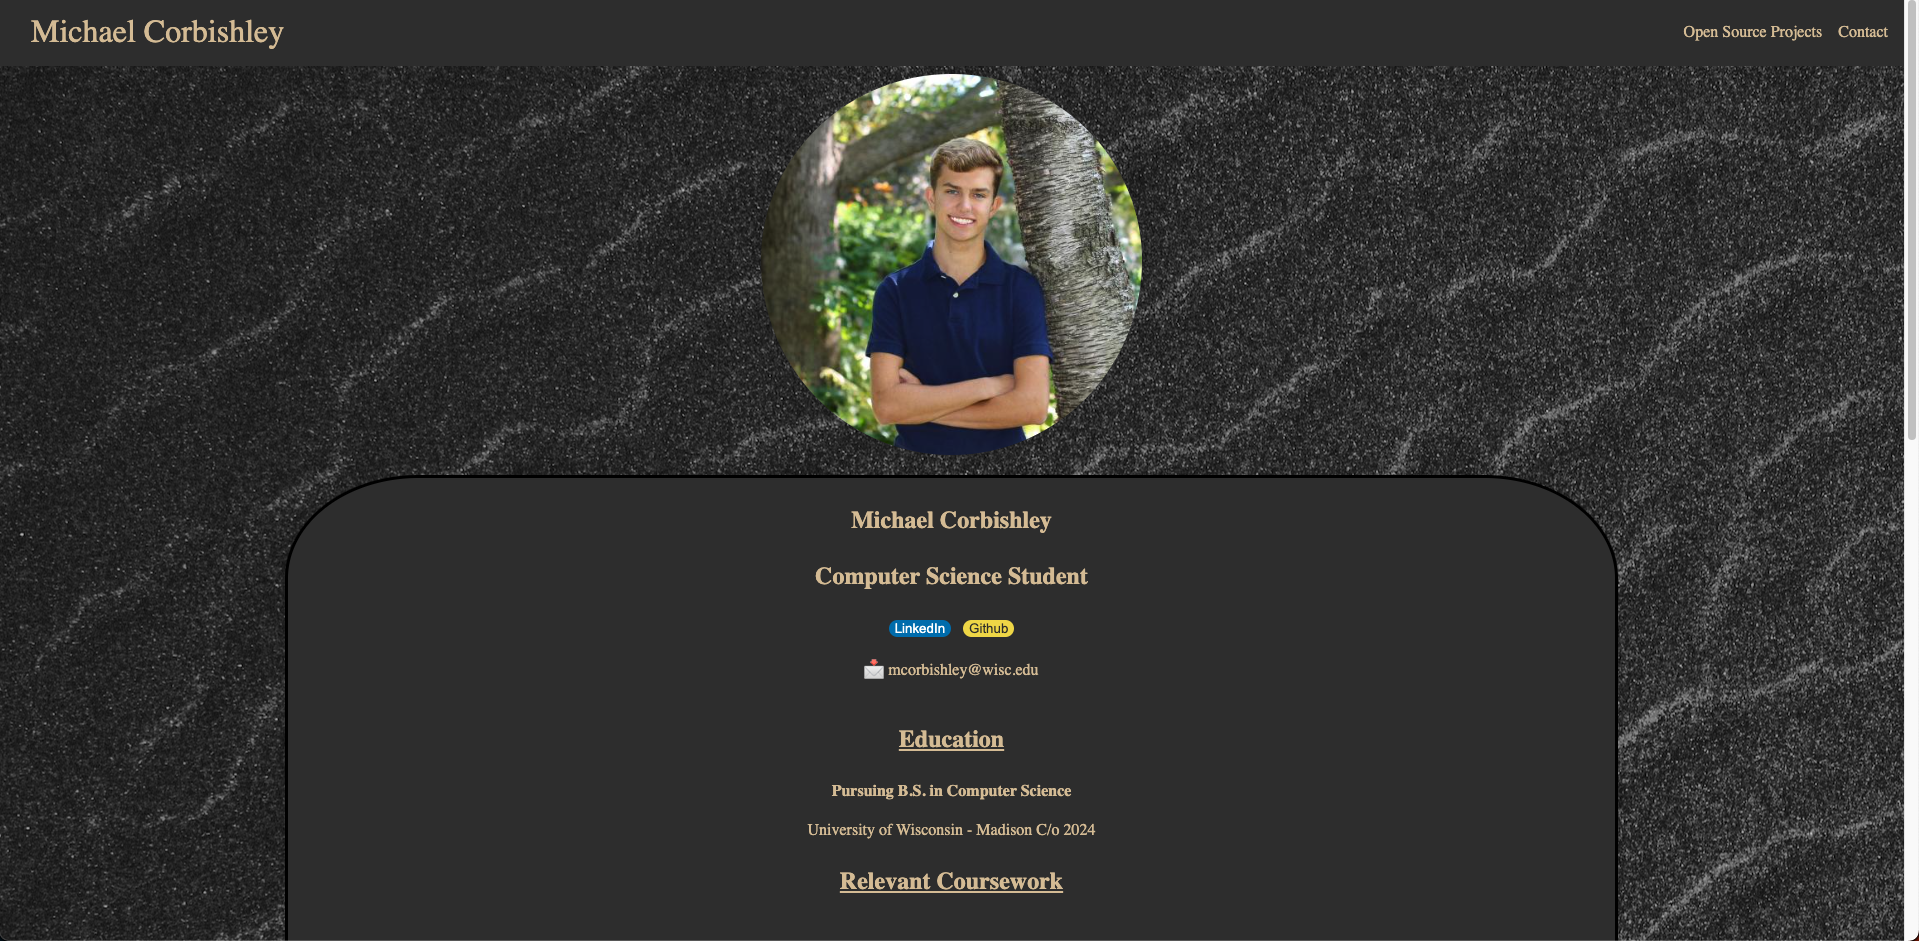 Michael Corbishley
Open Source Projects Contact
Michael Corbishley
Computer Science Student
LinkedIn Github
mcorbishley@wisc.edu
Education
Pursuing B.S. in Computer Science
University of Wisconsin - Madison C/o 2024
Relevant Coursework